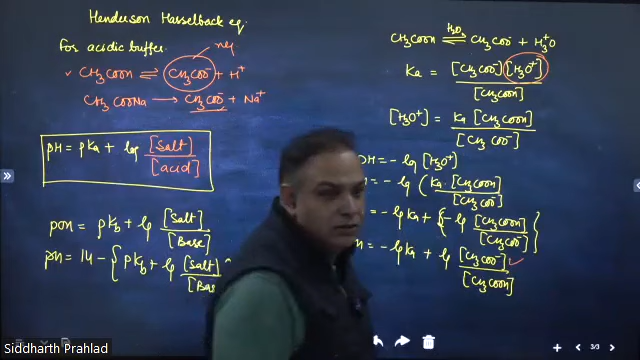 Henderson Hasselback eq.
for acidic buffer.
neq
CH3COOH ⇌ CH3COO- + H+
CH3COONa → CH3COO- + Na+
pH = pKa + log [Salt]/[acid]
pOH = pKb + log [Salt]/[Base]
pH = 14 - { pKb + log [Salt]/[Bas
CH3COOH ⇌ H2O CH3COO- + H3O+
Ka = [CH3COO-][H3O+]/[CH3COOH]
[H3O+] = Ka [CH3COOH]/[CH3COO-]
pH = - log [H3O+]
= - log (Ka · [CH3COOH]/[CH3COO-]
= - log Ka + { - log [CH3COOH]/[CH3COO-] }
= - log Ka + log [CH3COO-]/[CH3COOH]
3/3
Siddharth Prahlad